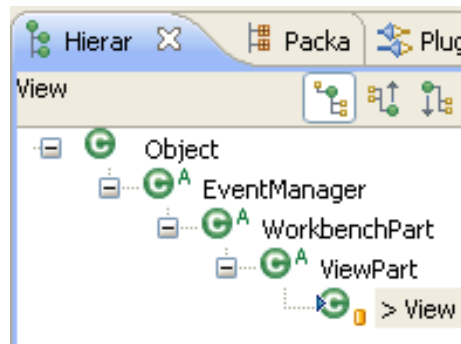 Hierar Packa Plug
View
Object
A EventManager
A WorkbenchPart
A ViewPart
> View